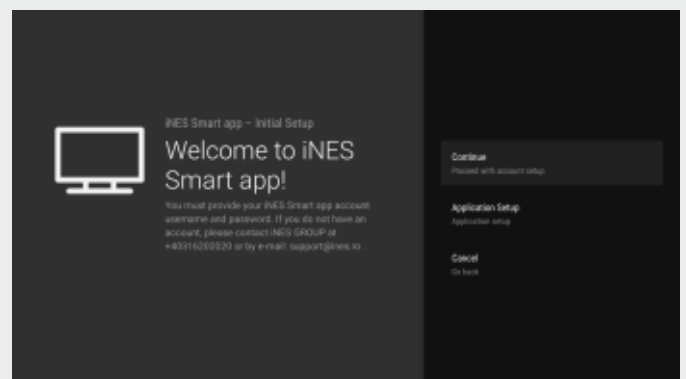 iNES Smart app – Initial Setup
Welcome to iNES
Smart app!
You must provide your iNES Smart app account
username and password. If you do not have an
account, please contact iNES GROUP at
+40316202020 or by e-mail: support@ines.ro
Continue
Proceed with account setup
Application Setup
Application setup
Cancel
Go back